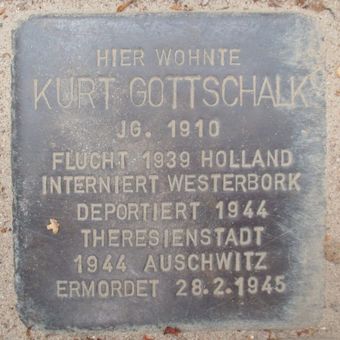 HIER WOHNTE
KURT GOTTSCHALK
JG. 1910
FLUCHT 1939 HOLLAND
INTERNIERT WESTERBORK
DEPORTIERT 1944
THERESIENSTADT
1944 AUSCHWITZ
ERMORDET 28.2.1945